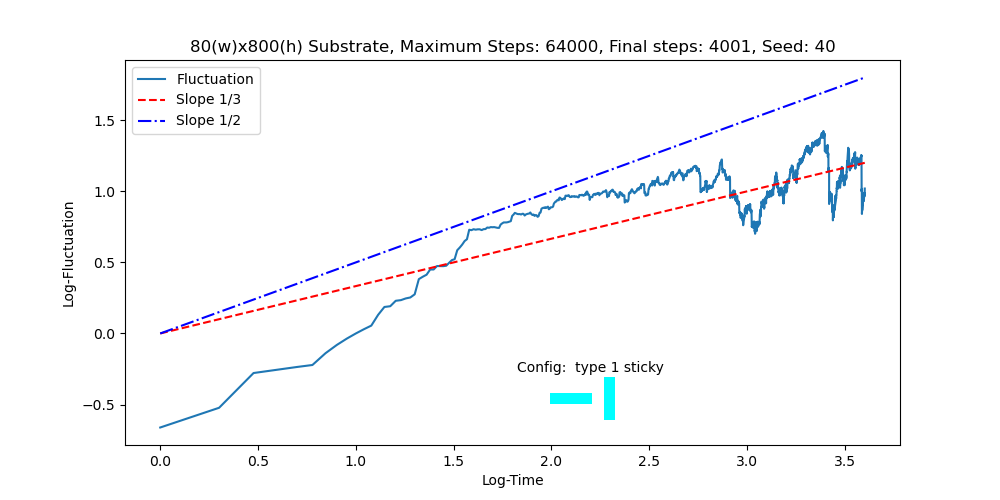 80(w)x800(h) Substrate, Maximum Steps: 64000, Final steps: 4001, Seed: 40
Fluctuation
Slope 1/3
Slope 1/2
Log-Fluctuation
1.5
1.0
0.5
0.0
−0.5
Config:  type 1 sticky
0.0 0.5 1.0 1.5 2.0 2.5 3.0 3.5
Log-Time